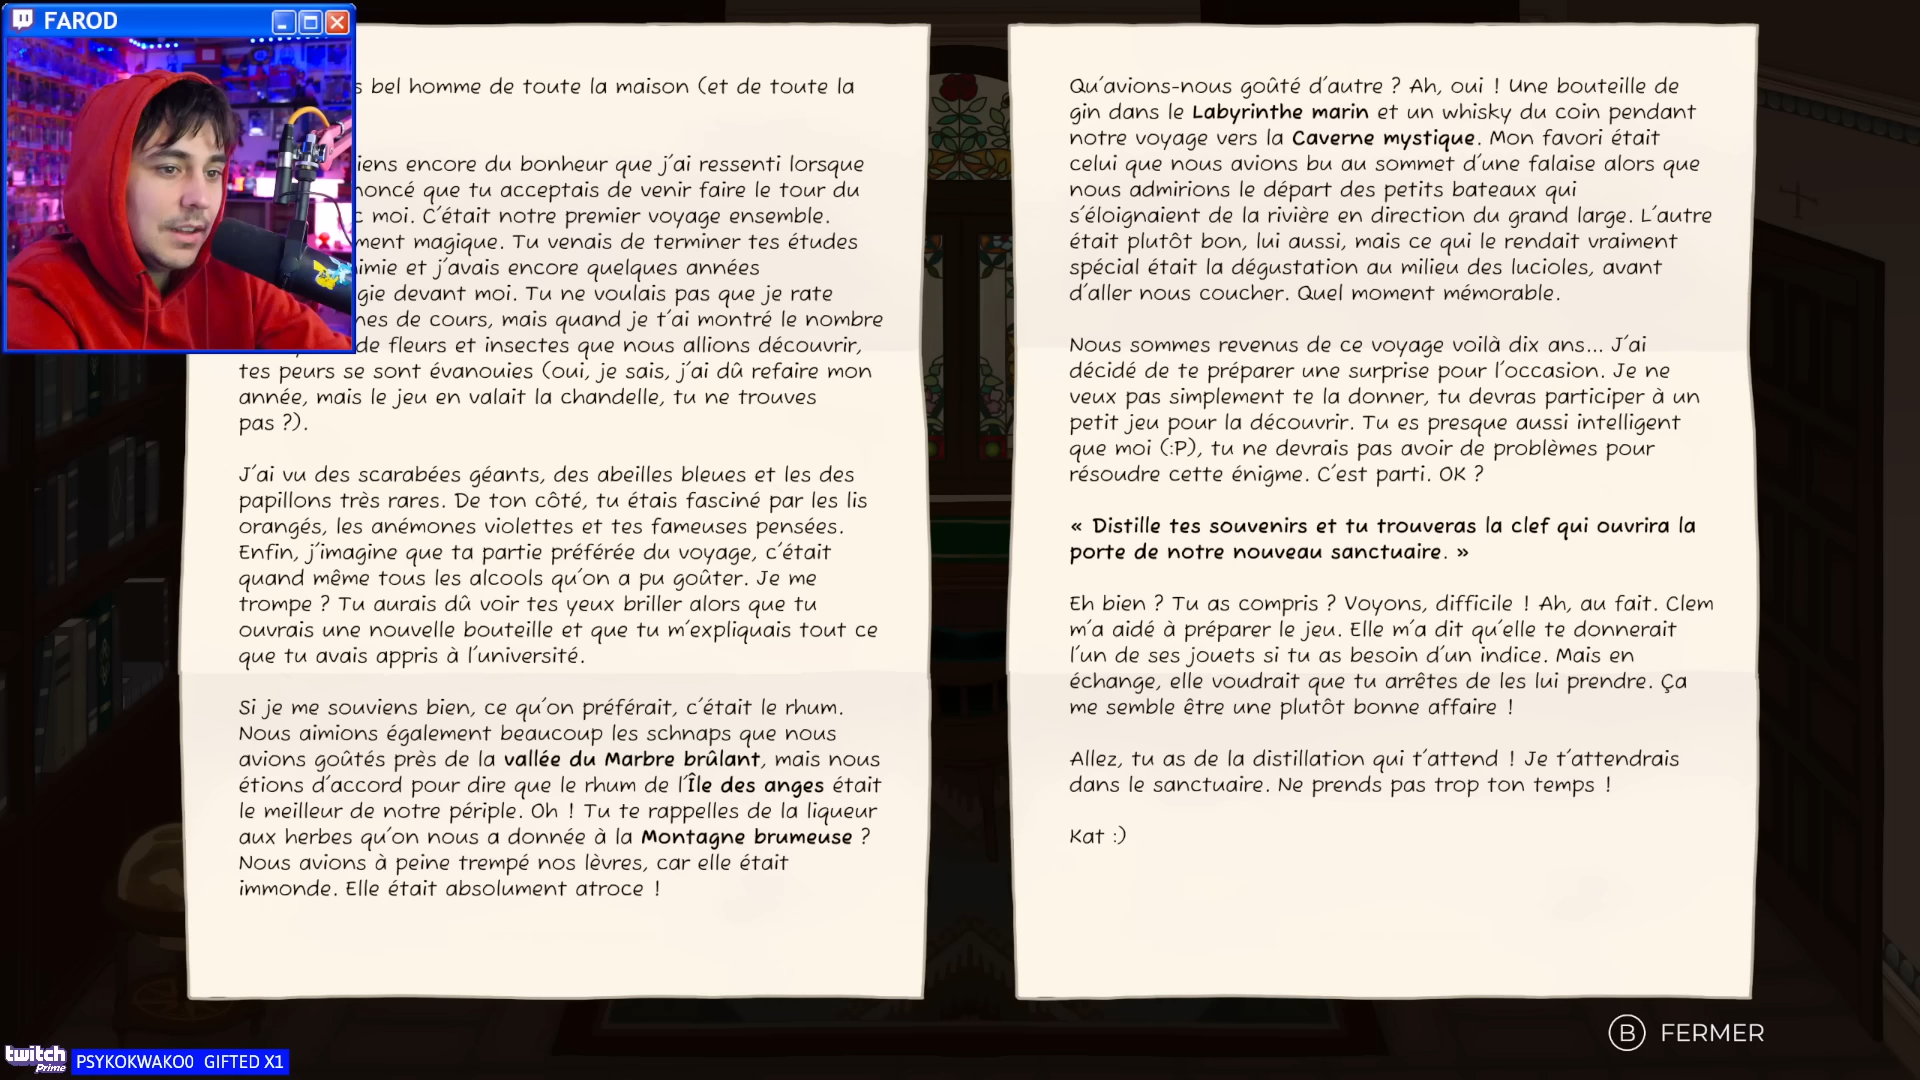 FAROD
bel homme de toute la maison (et de toute la
encore du bonheur que j'ai ressenti lorsque
que tu acceptais de venir faire le tour du
moi. C'était notre premier voyage ensemble.
magique. Tu venais de terminer tes études
et j'avais encore quelques années
devant moi. Tu ne voulais pas que je rate
de cours, mais quand je t'ai montré le nombre
de fleurs et insectes que nous allions découvrir,
tes peurs se sont évanouies (oui, je sais, j'ai dû refaire mon
année, mais le jeu en valait la chandelle, tu ne trouves
pas ?).
J'ai vu des scarabées géants, des abeilles bleues et les des
papillons très rares. De ton côté, tu étais fasciné par les lis
orangés, les anémones violettes et tes fameuses pensées.
Enfin, j'imagine que ta partie préférée du voyage, c'était
quand même tous les alcools qu'on a pu goûter. Je me
trompe ? Tu aurais dû voir tes yeux briller alors que tu
ouvrais une nouvelle bouteille et que tu m'expliquais tout ce
que tu avais appris à l'université.
Si je me souviens bien, ce qu'on préférait, c'était le rhum.
Nous aimions également beaucoup les schnaps que nous
avions goûtés près de la vallée du Marbre brûlant, mais nous
étions d'accord pour dire que le rhum de l'Île des anges était
le meilleur de notre périple. Oh ! Tu te rappelles de la liqueur
aux herbes qu'on nous a donnée à la Montagne brumeuse ?
Nous avions à peine trempé nos lèvres, car elle était
immonde. Elle était absolument atroce !
Qu'avions-nous goûté d'autre ? Ah, oui ! Une bouteille de
gin dans le Labyrinthe marin et un whisky du coin pendant
notre voyage vers la Caverne mystique. Mon favori était
celui que nous avions bu au sommet d'une falaise alors que
nous admirions le départ des petits bateaux qui
s'éloignaient de la rivière en direction du grand large. L'autre
était plutôt bon, lui aussi, mais ce qui le rendait vraiment
spécial était la dégustation au milieu des lucioles, avant
d'aller nous coucher. Quel moment mémorable.
Nous sommes revenus de ce voyage voilà dix ans... J'ai
décidé de te préparer une surprise pour l'occasion. Je ne
veux pas simplement te la donner, tu devras participer à un
petit jeu pour la découvrir. Tu es presque aussi intelligent
que moi (:P), tu ne devrais pas avoir de problèmes pour
résoudre cette énigme. C'est parti. OK ?
« Distille tes souvenirs et tu trouveras la clef qui ouvrira la
porte de notre nouveau sanctuaire. »
Eh bien ? Tu as compris ? Voyons, difficile ! Ah, au fait. Clem
m'a aidé à préparer le jeu. Elle m'a dit qu'elle te donnerait
l'un de ses jouets si tu as besoin d'un indice. Mais en
échange, elle voudrait que tu arrêtes de les lui prendre. Ça
me semble être une plutôt bonne affaire !
Allez, tu as de la distillation qui t'attend ! Je t'attendrais
dans le sanctuaire. Ne prends pas trop ton temps !
Kat :)
B FERMER
twitch
Prime
PSYKOKWAKO0 GIFTED X1